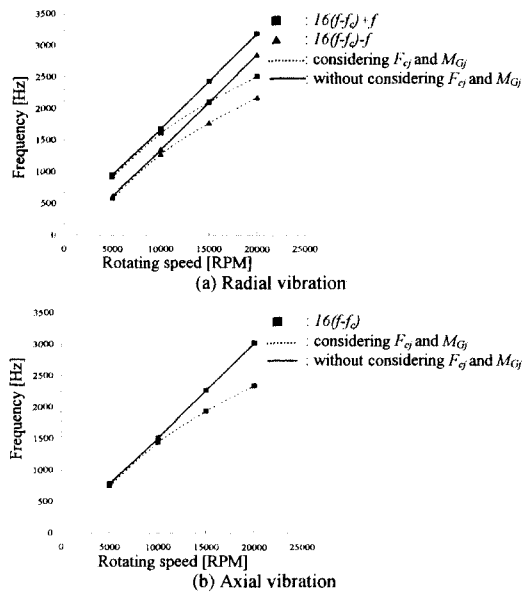 3500
3000
2500
2000
1500
1000
500
0
Frequency [Hz]
: 16(f-fc)+f
: 16(f-fc)-f
: considering Fcj and MGj
: without considering Fcj and MGj
0 5000 10000 15000 20000 25000
Rotating speed [RPM]
(a) Radial vibration
3500
3000
2500
2000
1500
1000
500
0
Frequency [Hz]
: 16(f-fc)
: considering Fcj and MGj
: without considering Fcj and MGj
0 5000 10000 15000 20000 25000
Rotating speed [RPM]
(b) Axial vibration